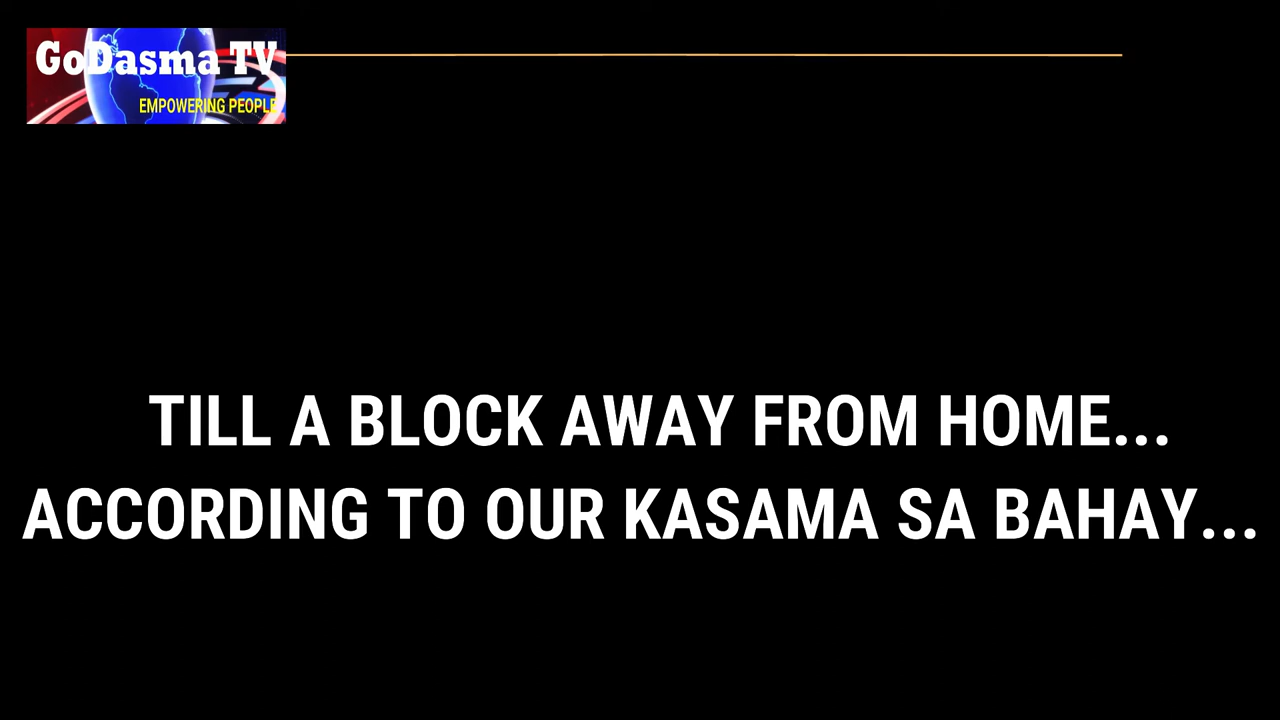 GoDasma TV
EMPOWERING PEOPLE
TILL A BLOCK AWAY FROM HOME...
ACCORDING TO OUR KASAMA SA BAHAY...